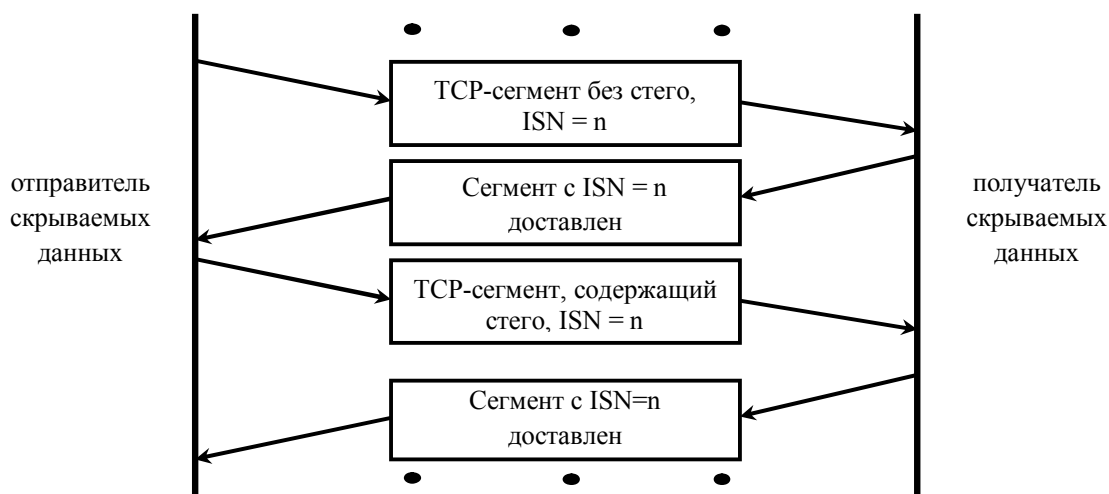 TCP-сегмент без стего,
ISN = n
отправитель
скрываемых
данных
Сегмент с ISN = n
доставлен
получатель
скрываемых
данных
TCP-сегмент, содержащий
стего, ISN = n
Сегмент с ISN=n
доставлен